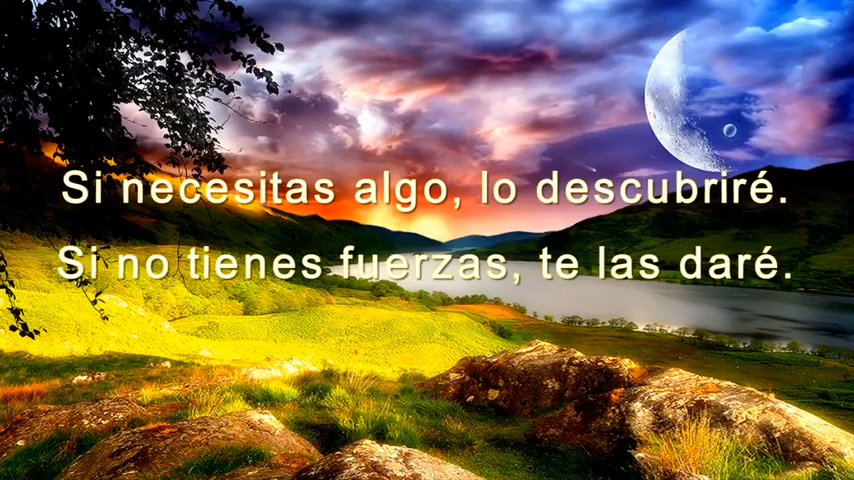 Si necesitas algo, lo descubriré.
Si no tienes fuerzas, te las daré.